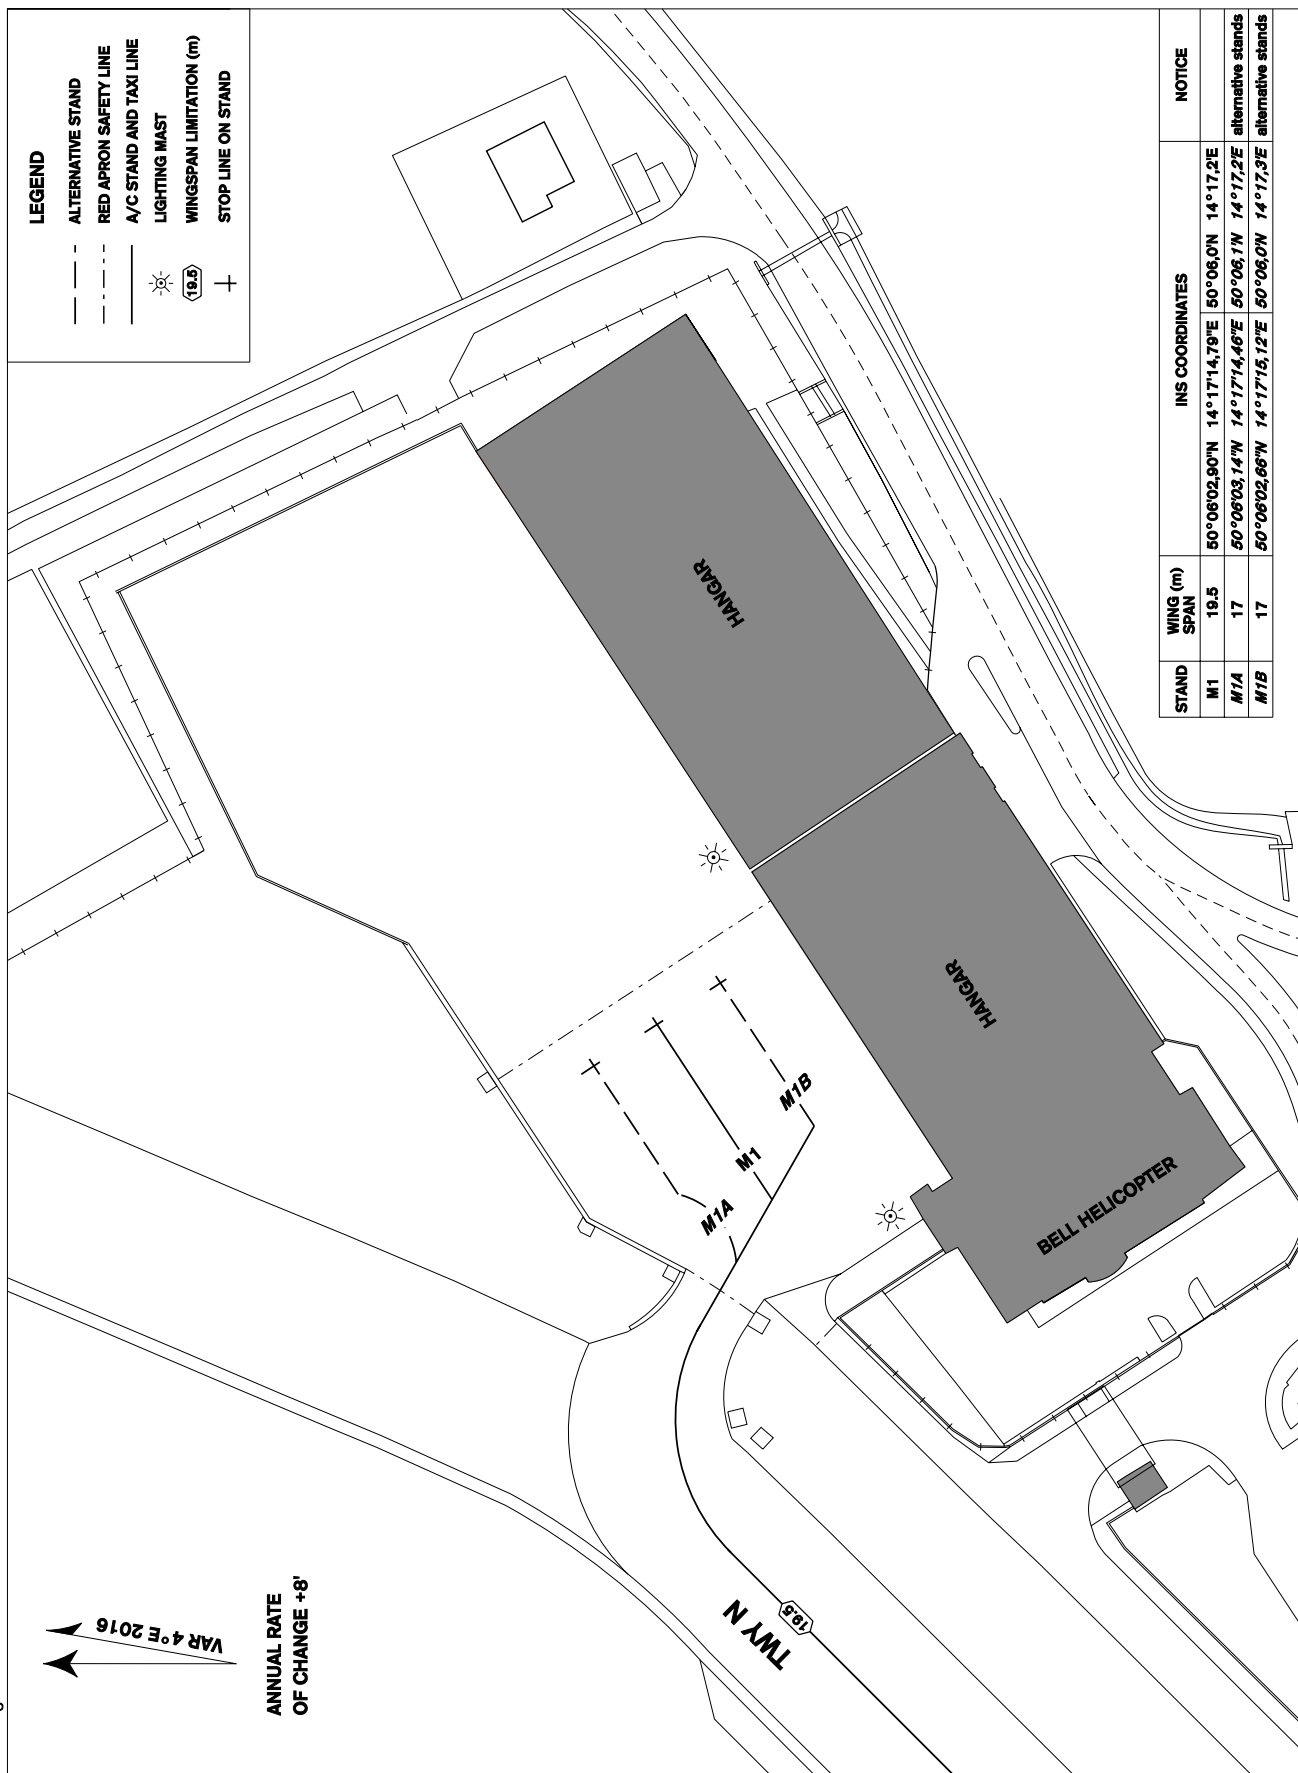 LEGEND
ALTERNATIVE STAND
RED APRON SAFETY LINE
A/C STAND AND TAXI LINE
LIGHTING MAST
19.5 WINGSPAN LIMITATION (m)
STOP LINE ON STAND
VAR 4°E 2016
ANNUAL RATE
OF CHANGE +8'
HANGAR
HANGAR
BELL HELICOPTER
M1A
M1
M1B
TWY N
19.5
STAND WING (m) SPAN INS COORDINATES NOTICE
M1 19.5 50°06'02,90"N 14°17'14,79"E 50°06,0'N 14°17,2'E
M1A 17 50°06'03,14"N 14°17'14,46"E 50°06,1'N 14°17,2'E alternative stands
M1B 17 50°06'02,66"N 14°17'15,12"E 50°06,0'N 14°17,3'E alternative stands